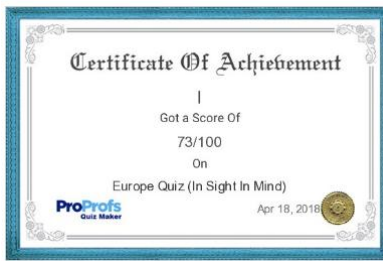 Certificate Of Achievement
I
Got a Score Of
73/100
On
Europe Quiz (In Sight In Mind)
ProProfs
Quiz Maker
Apr 18, 2018